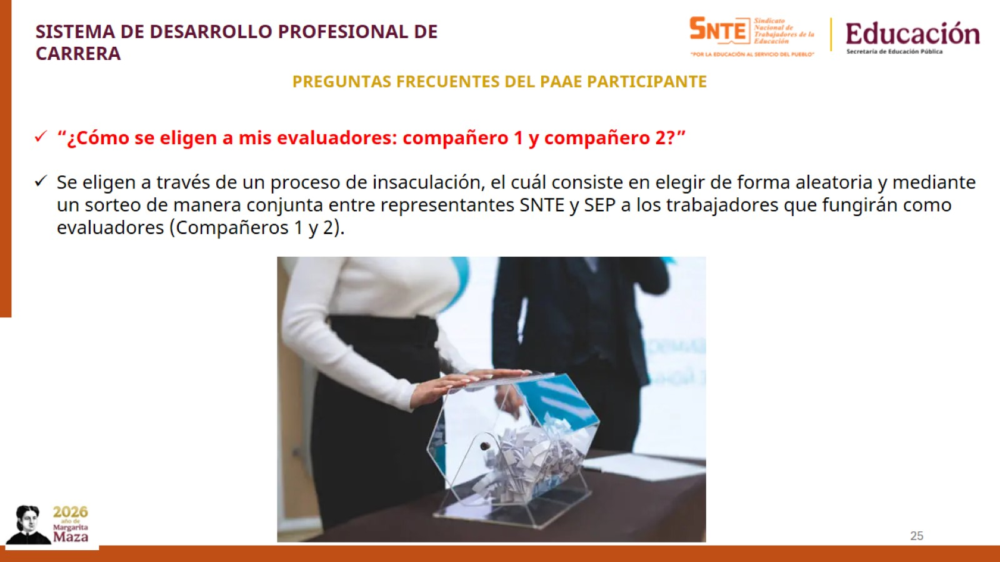 SISTEMA DE DESARROLLO PROFESIONAL DE
CARRERA
SNTE
Sindicato
Nacional de
Trabajadores de la
Educación
"POR LA EDUCACIÓN AL SERVICIO DEL PUEBLO"
Educación
Secretaría de Educación Pública
PREGUNTAS FRECUENTES DEL PAAE PARTICIPANTE
“¿Cómo se eligen a mis evaluadores: compañero 1 y compañero 2?”
Se eligen a través de un proceso de insaculación, el cuál consiste en elegir de forma aleatoria y mediante
un sorteo de manera conjunta entre representantes SNTE y SEP a los trabajadores que fungirán como
evaluadores (Compañeros 1 y 2).
2026
año de
Margarita
Maza
25